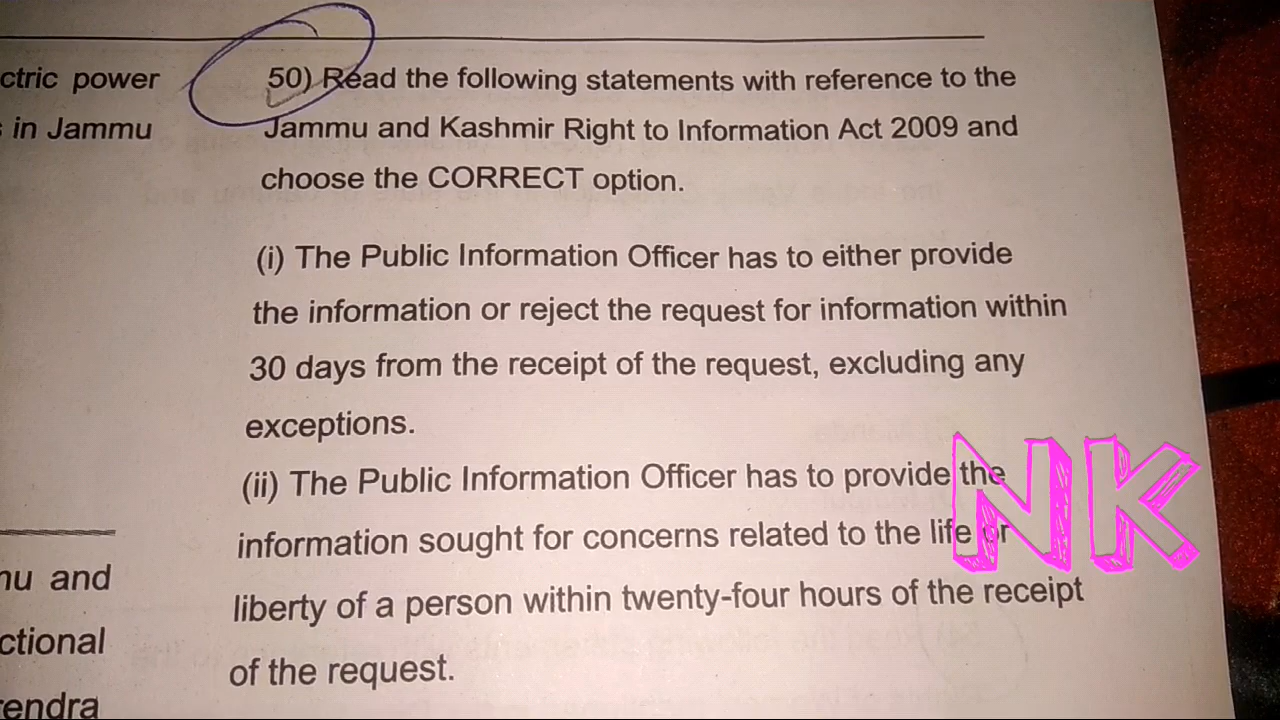 ctric power
in Jammu
50) Read the following statements with reference to the
Jammu and Kashmir Right to Information Act 2009 and
choose the CORRECT option.
(i) The Public Information Officer has to either provide
the information or reject the request for information within
30 days from the receipt of the request, excluding any
exceptions.
(ii) The Public Information Officer has to provide the
information sought for concerns related to the life or
liberty of a person within twenty-four hours of the receipt
of the request.
NK
nu and
ctional
rendra